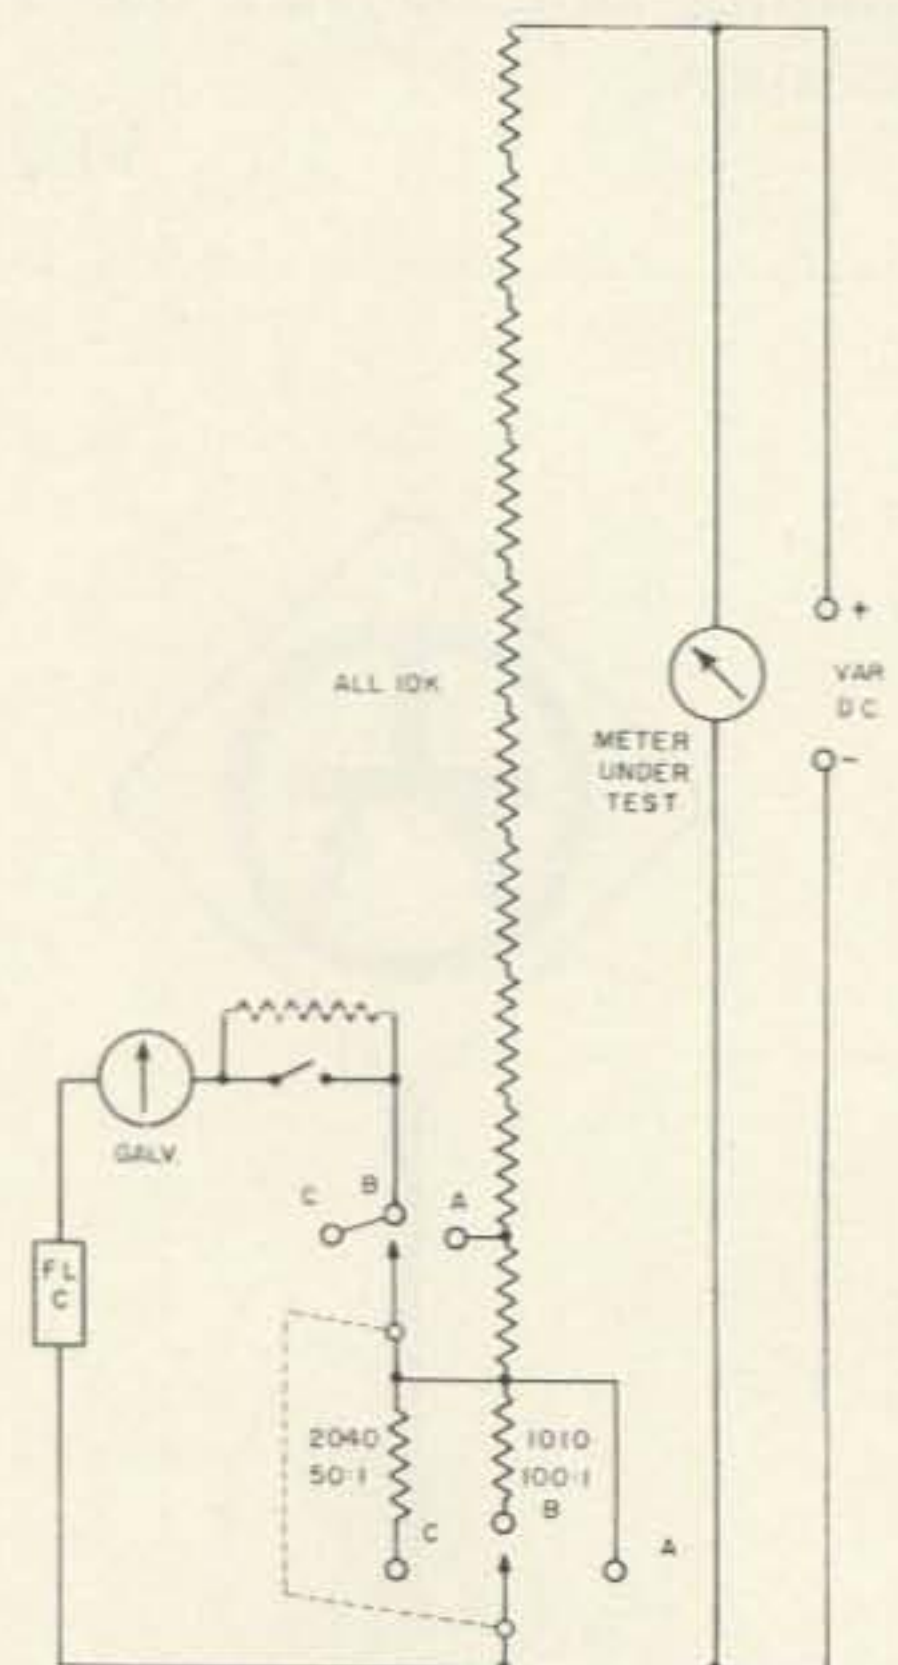 ALL 10K
+
VAR
DC
-
METER
UNDER
TEST
GALV.
C B A
FL
C
2040
50:1
1010
100:1
B
C
A